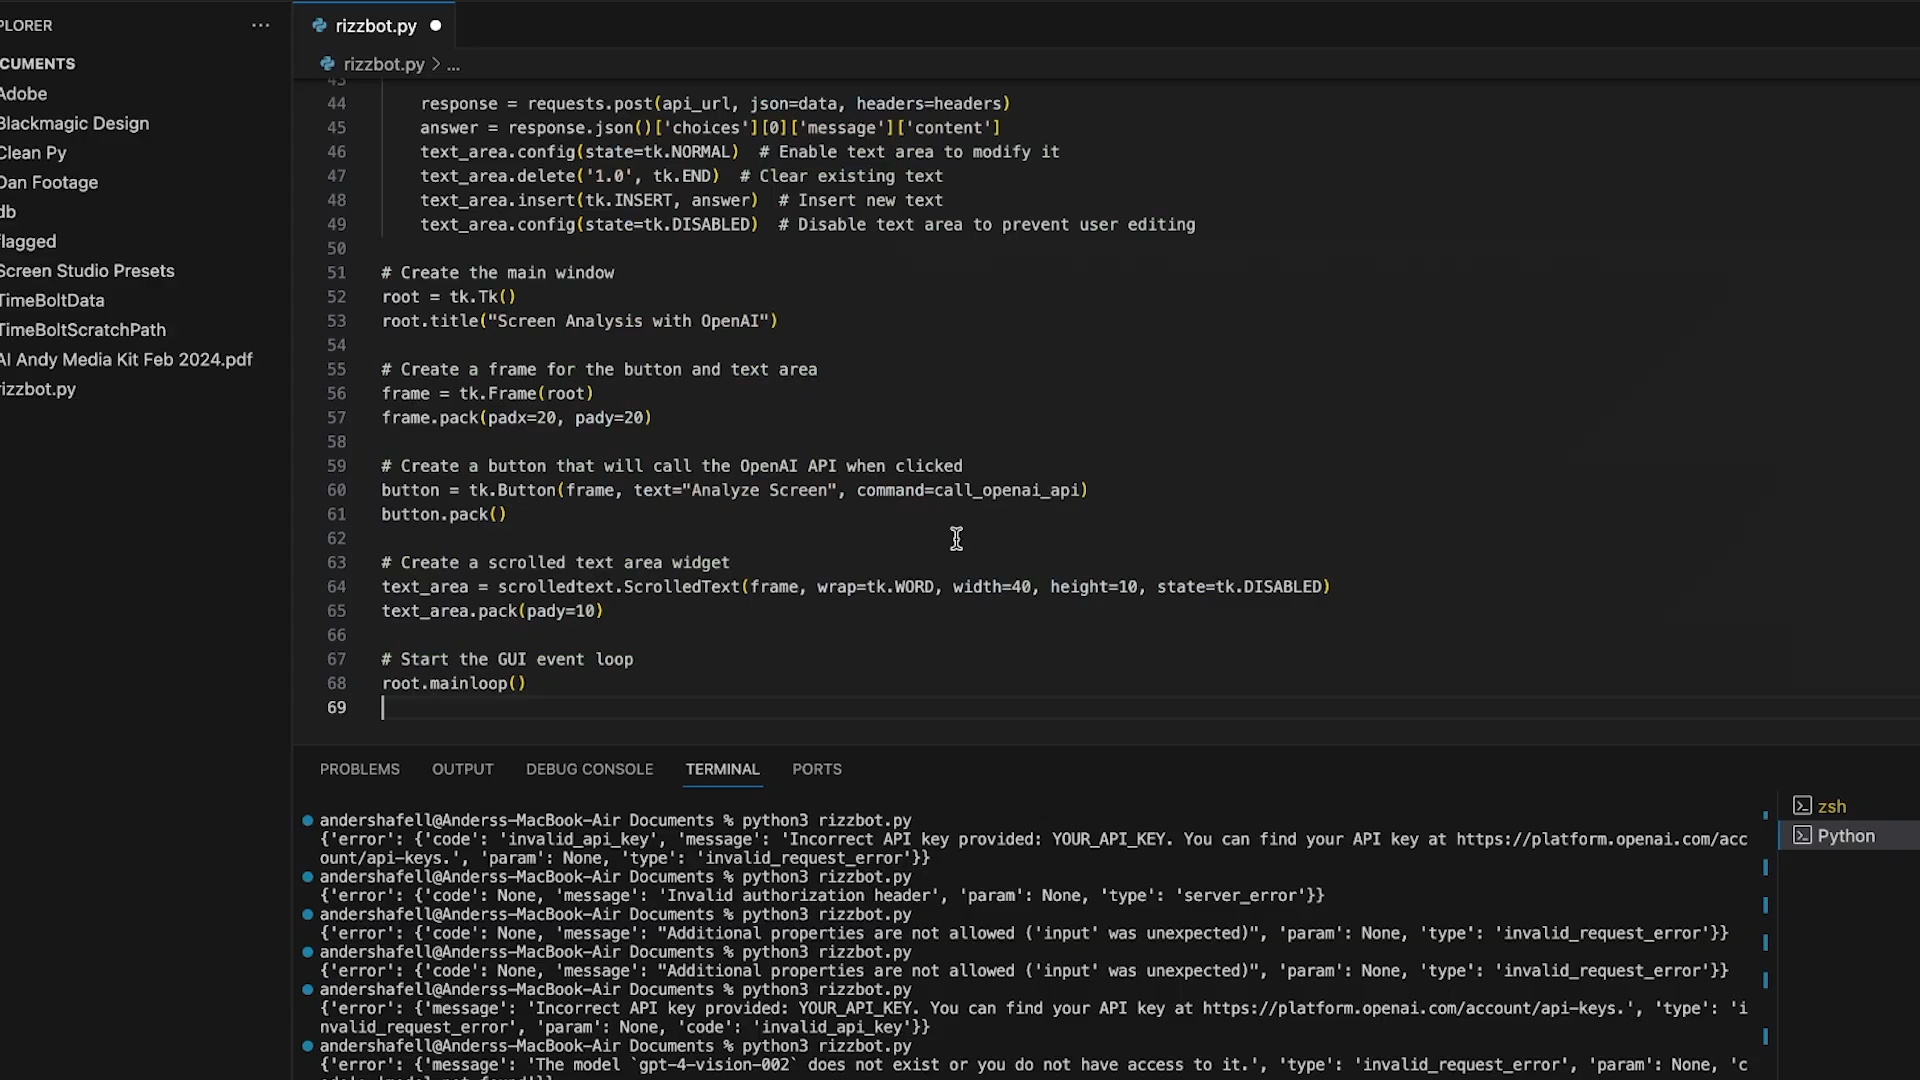 PLORER
...
CUMENTS
Adobe
Blackmagic Design
Clean Py
Dan Footage
db
flagged
Screen Studio Presets
TimeBoltData
TimeBoltScratchPath
AI Andy Media Kit Feb 2024.pdf
rizzbot.py
rizzbot.py
rizzbot.py > ...
43
44 response = requests.post(api_url, json=data, headers=headers)
45 answer = response.json()['choices'][0]['message']['content']
46 text_area.config(state=tk.NORMAL)  # Enable text area to modify it
47 text_area.delete('1.0', tk.END)  # Clear existing text
48 text_area.insert(tk.INSERT, answer)  # Insert new text
49 text_area.config(state=tk.DISABLED)  # Disable text area to prevent user editing
50
51 # Create the main window
52 root = tk.Tk()
53 root.title("Screen Analysis with OpenAI")
54
55 # Create a frame for the button and text area
56 frame = tk.Frame(root)
57 frame.pack(padx=20, pady=20)
58
59 # Create a button that will call the OpenAI API when clicked
60 button = tk.Button(frame, text="Analyze Screen", command=call_openai_api)
61 button.pack()
62
63 # Create a scrolled text area widget
64 text_area = scrolledtext.ScrolledText(frame, wrap=tk.WORD, width=40, height=10, state=tk.DISABLED)
65 text_area.pack(pady=10)
66
67 # Start the GUI event loop
68 root.mainloop()
69
PROBLEMS OUTPUT DEBUG CONSOLE TERMINAL PORTS
zsh
Python
andershafell@Anderss-MacBook-Air Documents % python3 rizzbot.py
{'error': {'code': 'invalid_api_key', 'message': 'Incorrect API key provided: YOUR_API_KEY. You can find your API key at https://platform.openai.com/acc
ount/api-keys.', 'param': None, 'type': 'invalid_request_error'}}
andershafell@Anderss-MacBook-Air Documents % python3 rizzbot.py
{'error': {'code': None, 'message': 'Invalid authorization header', 'param': None, 'type': 'server_error'}}
andershafell@Anderss-MacBook-Air Documents % python3 rizzbot.py
{'error': {'code': None, 'message': "Additional properties are not allowed ('input' was unexpected)", 'param': None, 'type': 'invalid_request_error'}}
andershafell@Anderss-MacBook-Air Documents % python3 rizzbot.py
{'error': {'code': None, 'message': "Additional properties are not allowed ('input' was unexpected)", 'param': None, 'type': 'invalid_request_error'}}
andershafell@Anderss-MacBook-Air Documents % python3 rizzbot.py
{'error': {'message': 'Incorrect API key provided: YOUR_API_KEY. You can find your API key at https://platform.openai.com/account/api-keys.', 'type': 'i
nvalid_request_error', 'param': None, 'code': 'invalid_api_key'}}
andershafell@Anderss-MacBook-Air Documents % python3 rizzbot.py
{'error': {'message': 'The model `gpt-4-vision-002` does not exist or you do not have access to it.', 'type': 'invalid_request_error', 'param': None, 'c